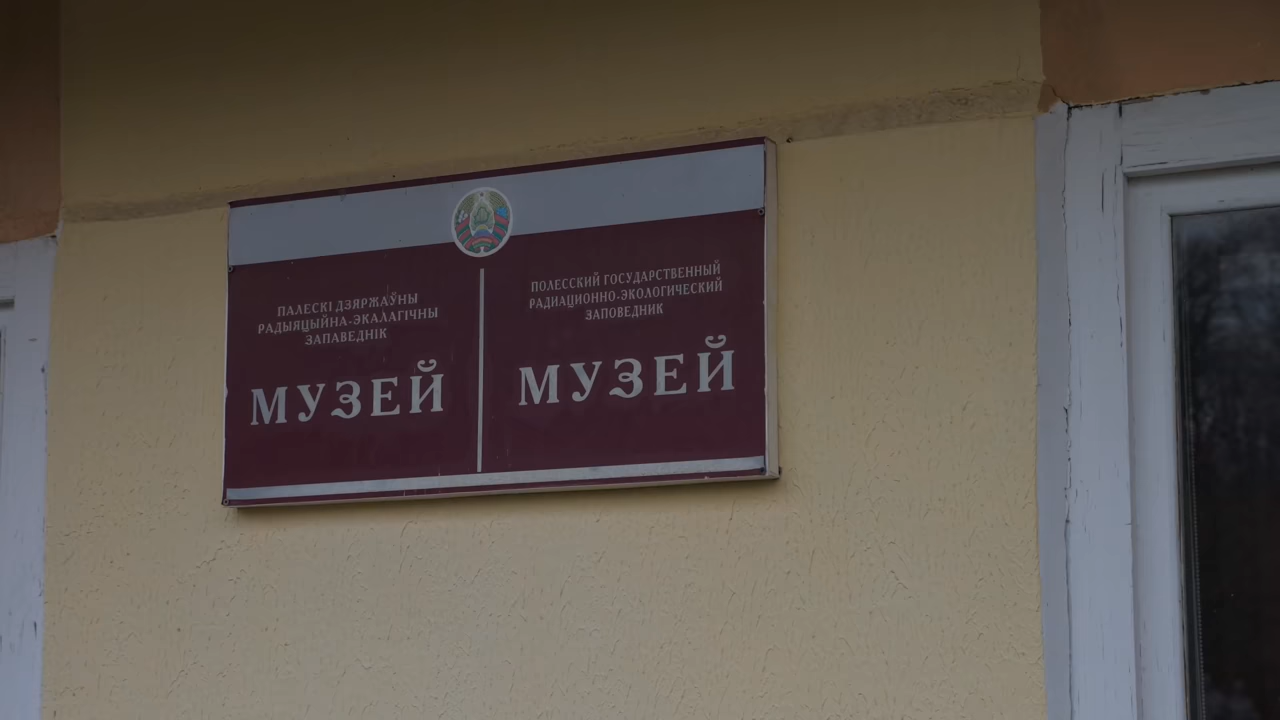 ПАЛЕСКІ ДЗЯРЖАЎНЫ
РАДЫЯЦЫЙНА-ЭКАЛАГІЧНЫ
ЗАПАВЕДНІК
МУЗЕЙ
ПОЛЕССКИЙ ГОСУДАРСТВЕННЫЙ
РАДИАЦИОННО-ЭКОЛОГИЧЕСКИЙ
ЗАПОВЕДНИК
МУЗЕЙ